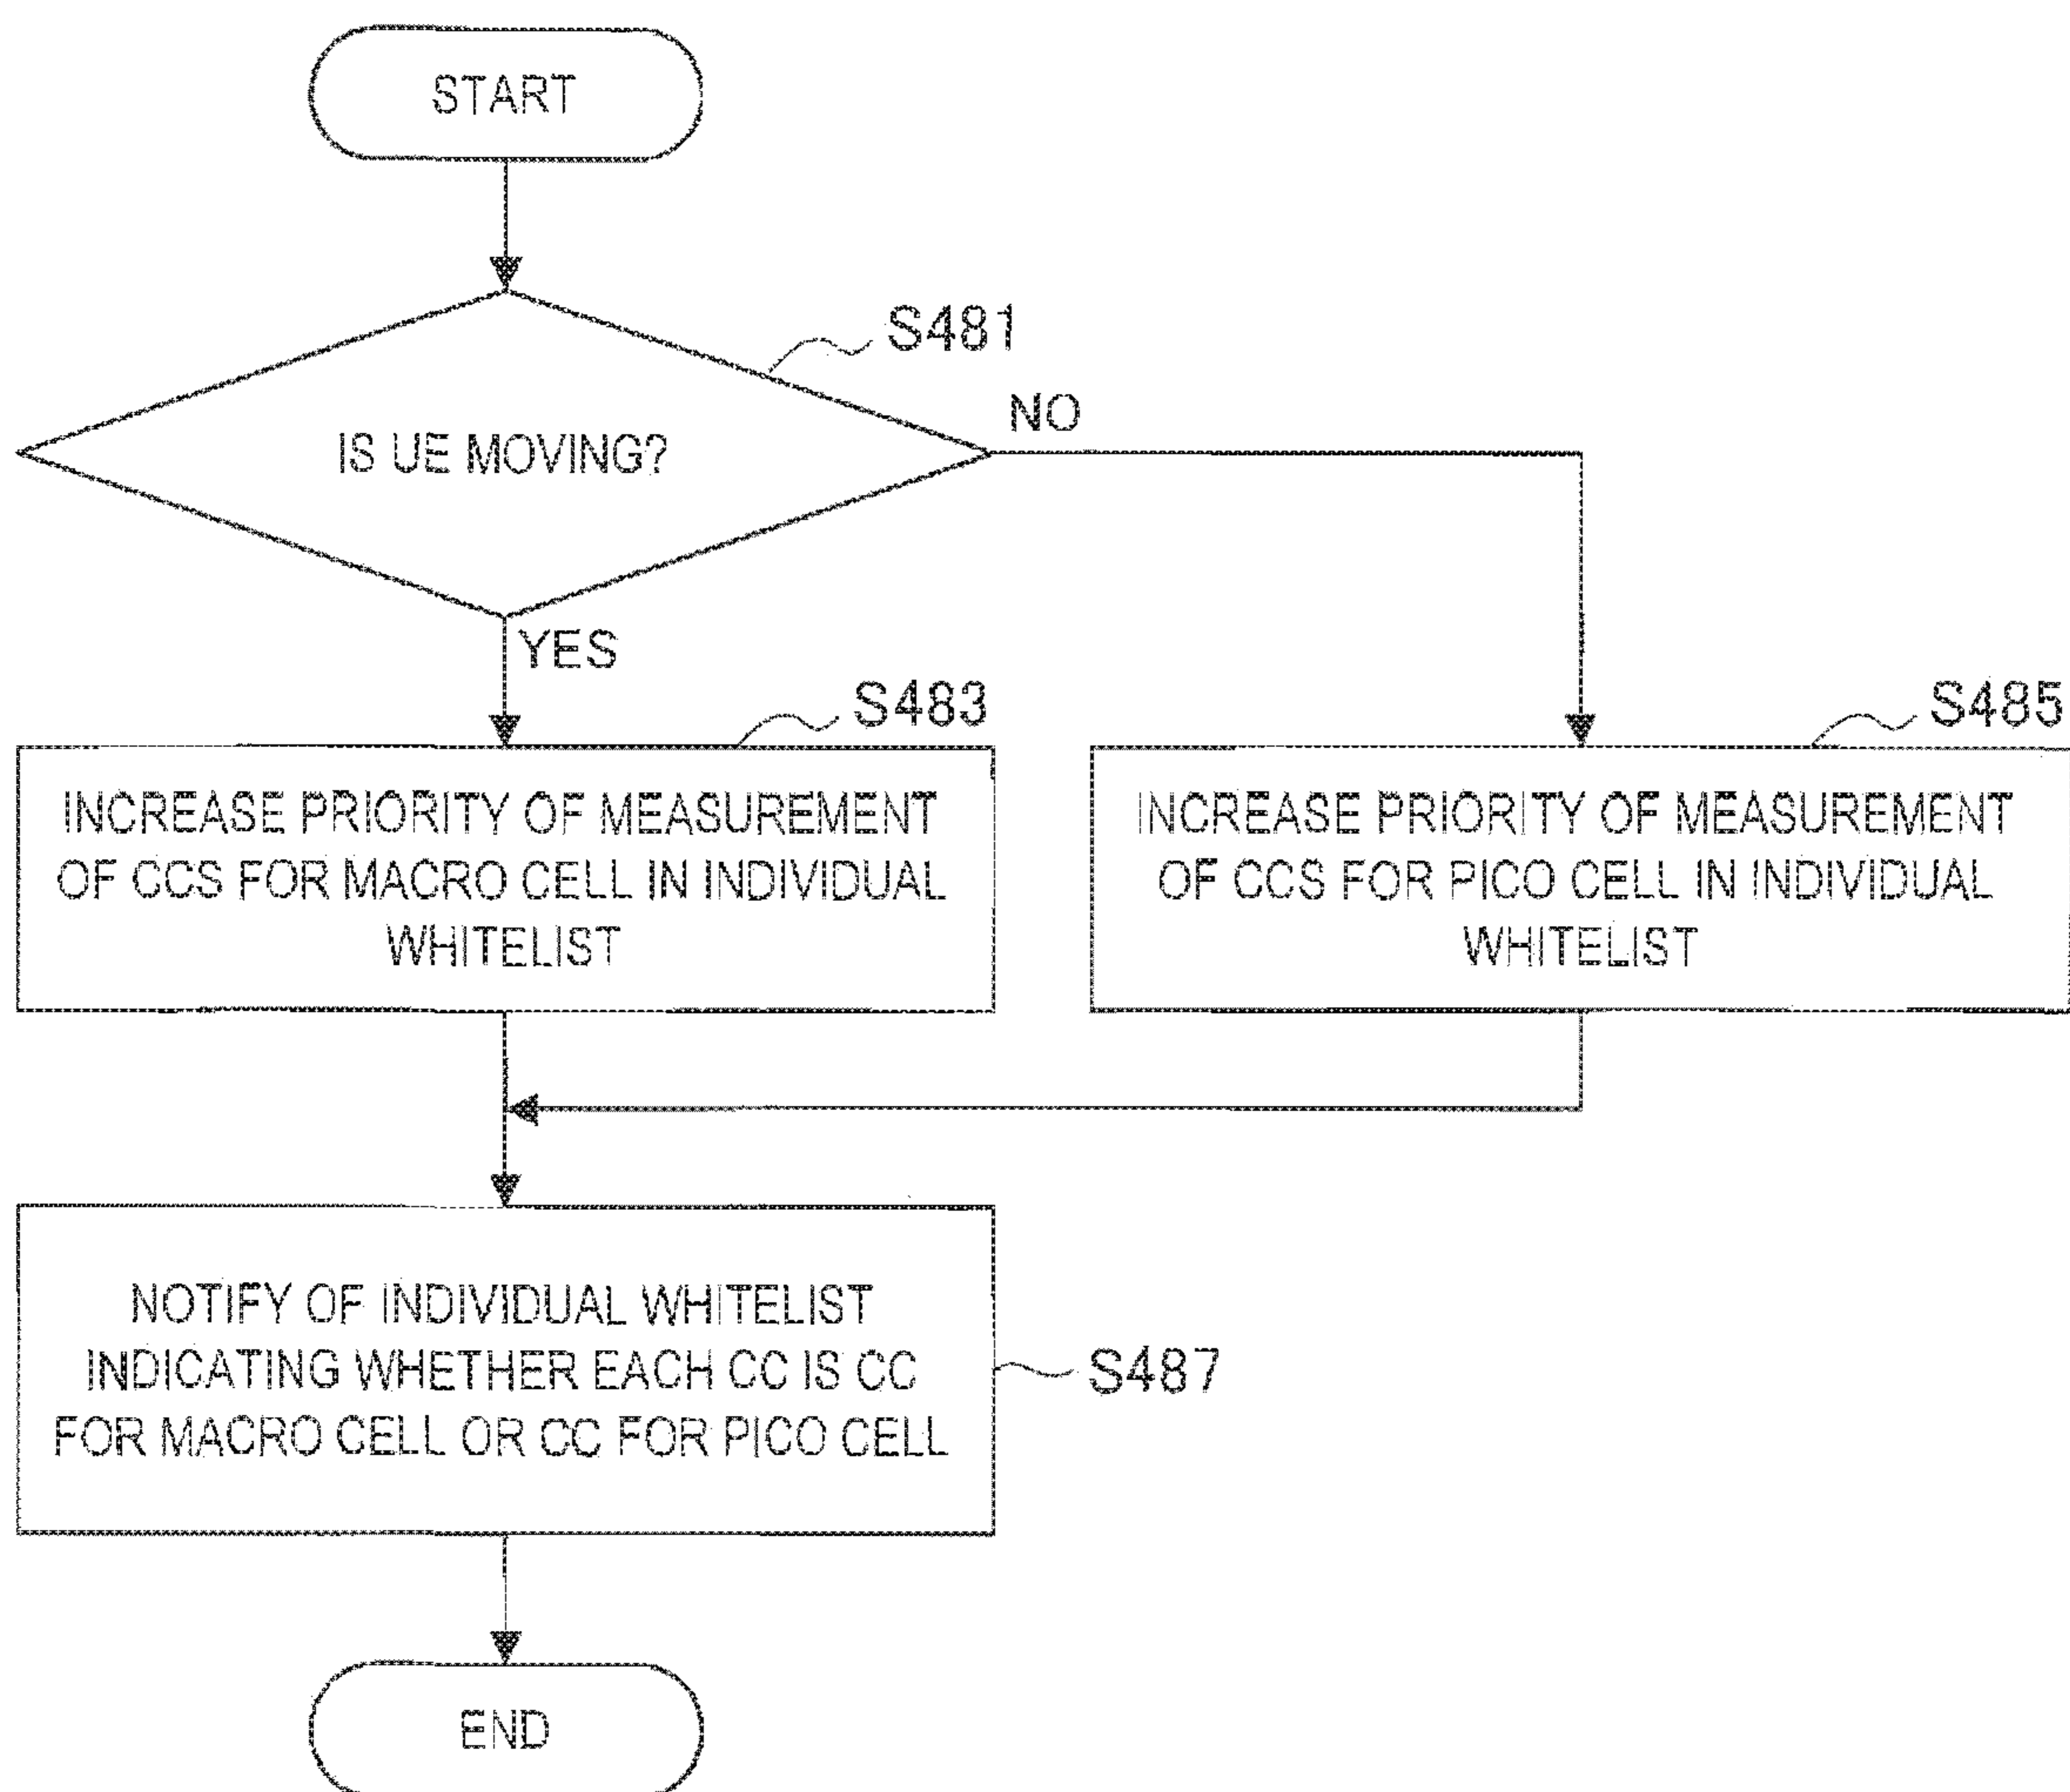 START
S481
IS UE MOVING?
NO
YES
S483
INCREASE PRIORITY OF MEASUREMENT
OF CCS FOR MACRO CELL IN INDIVIDUAL
WHITELIST
S485
INCREASE PRIORITY OF MEASUREMENT
OF CCS FOR PICO CELL IN INDIVIDUAL
WHITELIST
NOTIFY OF INDIVIDUAL WHITELIST
INDICATING WHETHER EACH CC IS CC
FOR MACRO CELL OR CC FOR PICO CELL
S487
END